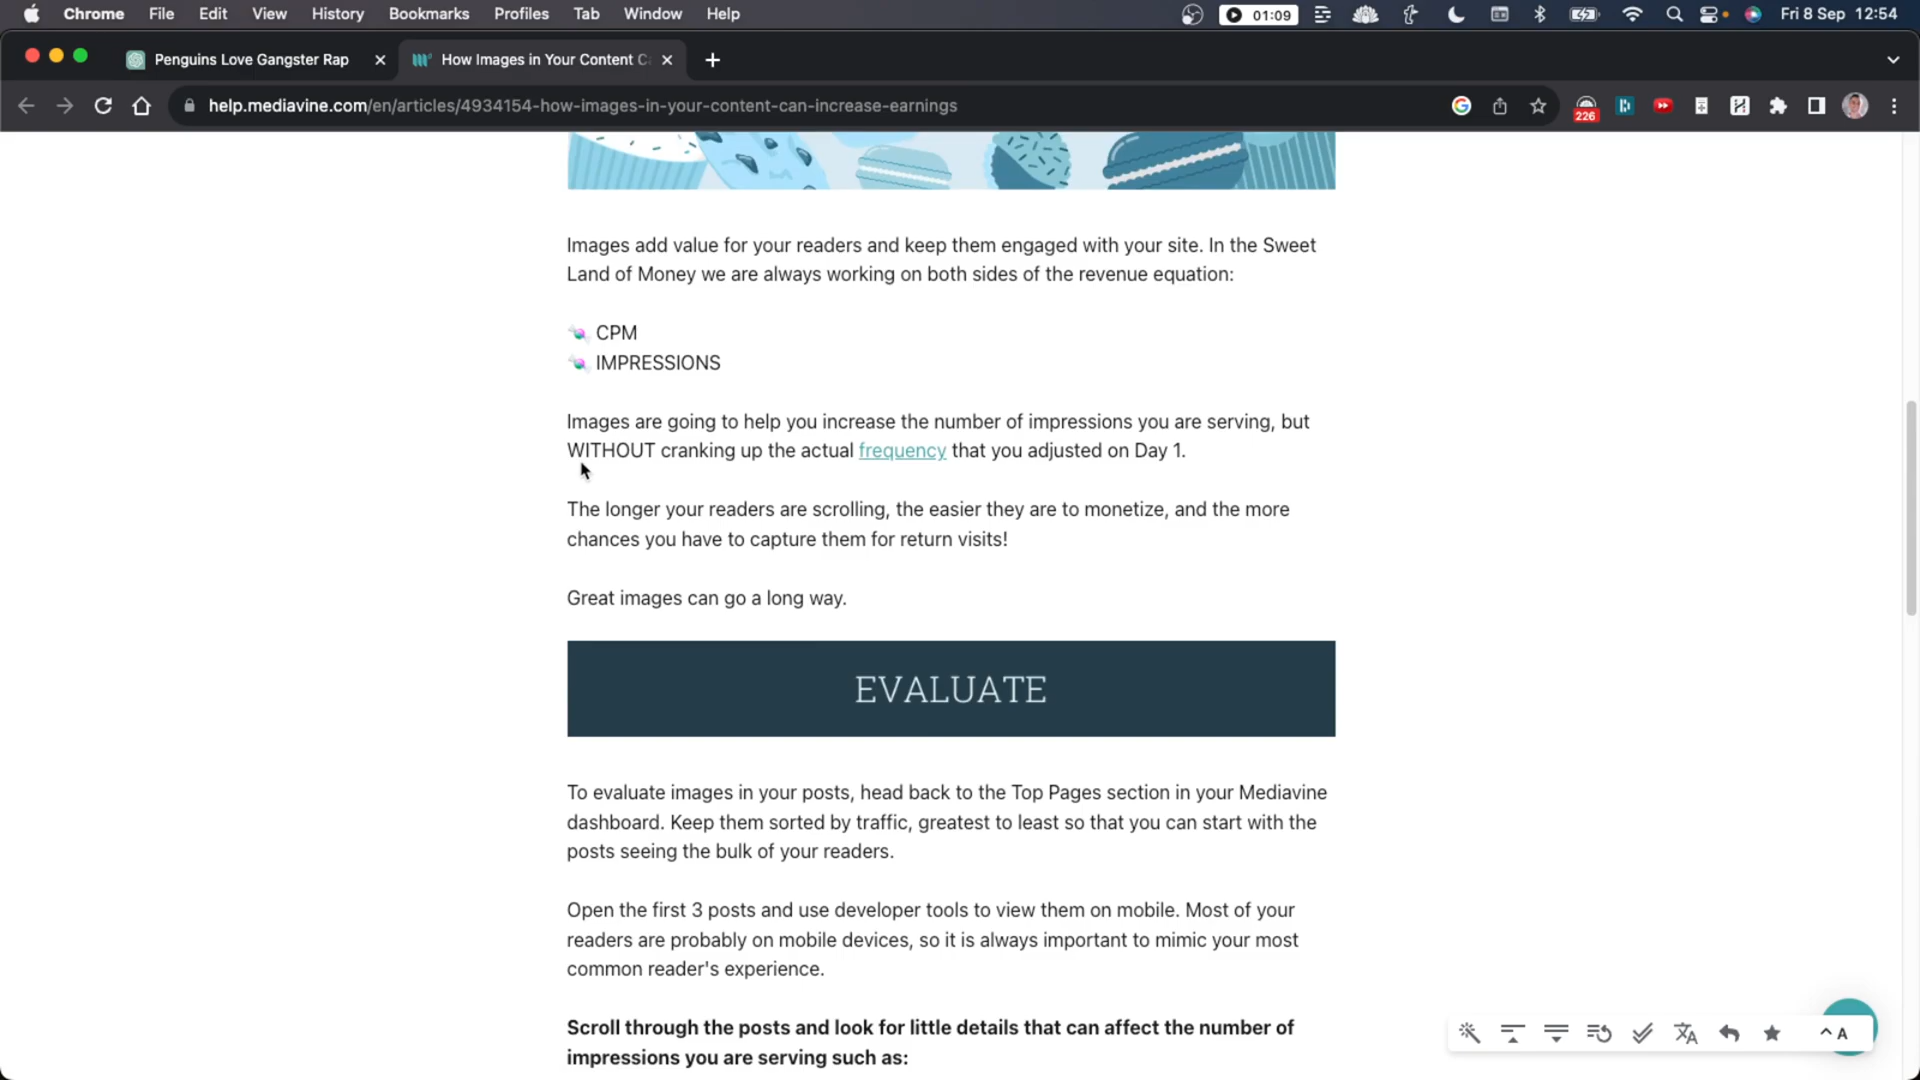 Chrome File Edit View History Bookmarks Profiles Tab Window Help 01:09 Fri 8 Sep 12:54
Penguins Love Gangster Rap How Images in Your Content C
help.mediavine.com/en/articles/4934154-how-images-in-your-content-can-increase-earnings 226
Images add value for your readers and keep them engaged with your site. In the Sweet
Land of Money we are always working on both sides of the revenue equation:
CPM
IMPRESSIONS
Images are going to help you increase the number of impressions you are serving, but
WITHOUT cranking up the actual frequency that you adjusted on Day 1.
The longer your readers are scrolling, the easier they are to monetize, and the more
chances you have to capture them for return visits!
Great images can go a long way.
EVALUATE
To evaluate images in your posts, head back to the Top Pages section in your Mediavine
dashboard. Keep them sorted by traffic, greatest to least so that you can start with the
posts seeing the bulk of your readers.
Open the first 3 posts and use developer tools to view them on mobile. Most of your
readers are probably on mobile devices, so it is always important to mimic your most
common reader's experience.
Scroll through the posts and look for little details that can affect the number of
impressions you are serving such as:
A